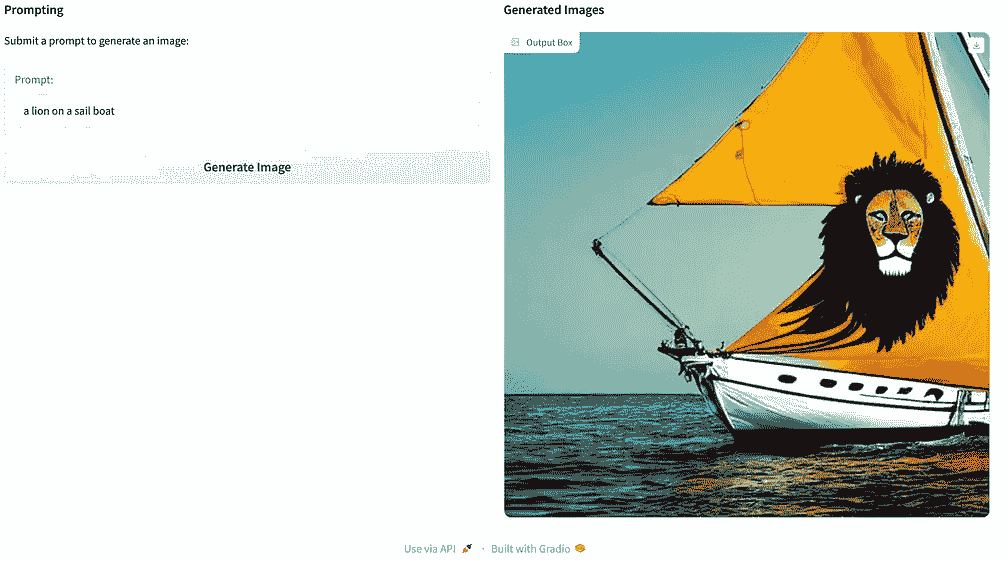 Prompting
Submit a prompt to generate an image:
Prompt:
a lion on a sail boat
Generate Image
Generated Images
Output Box
Use via API 🚀 · Built with Gradio